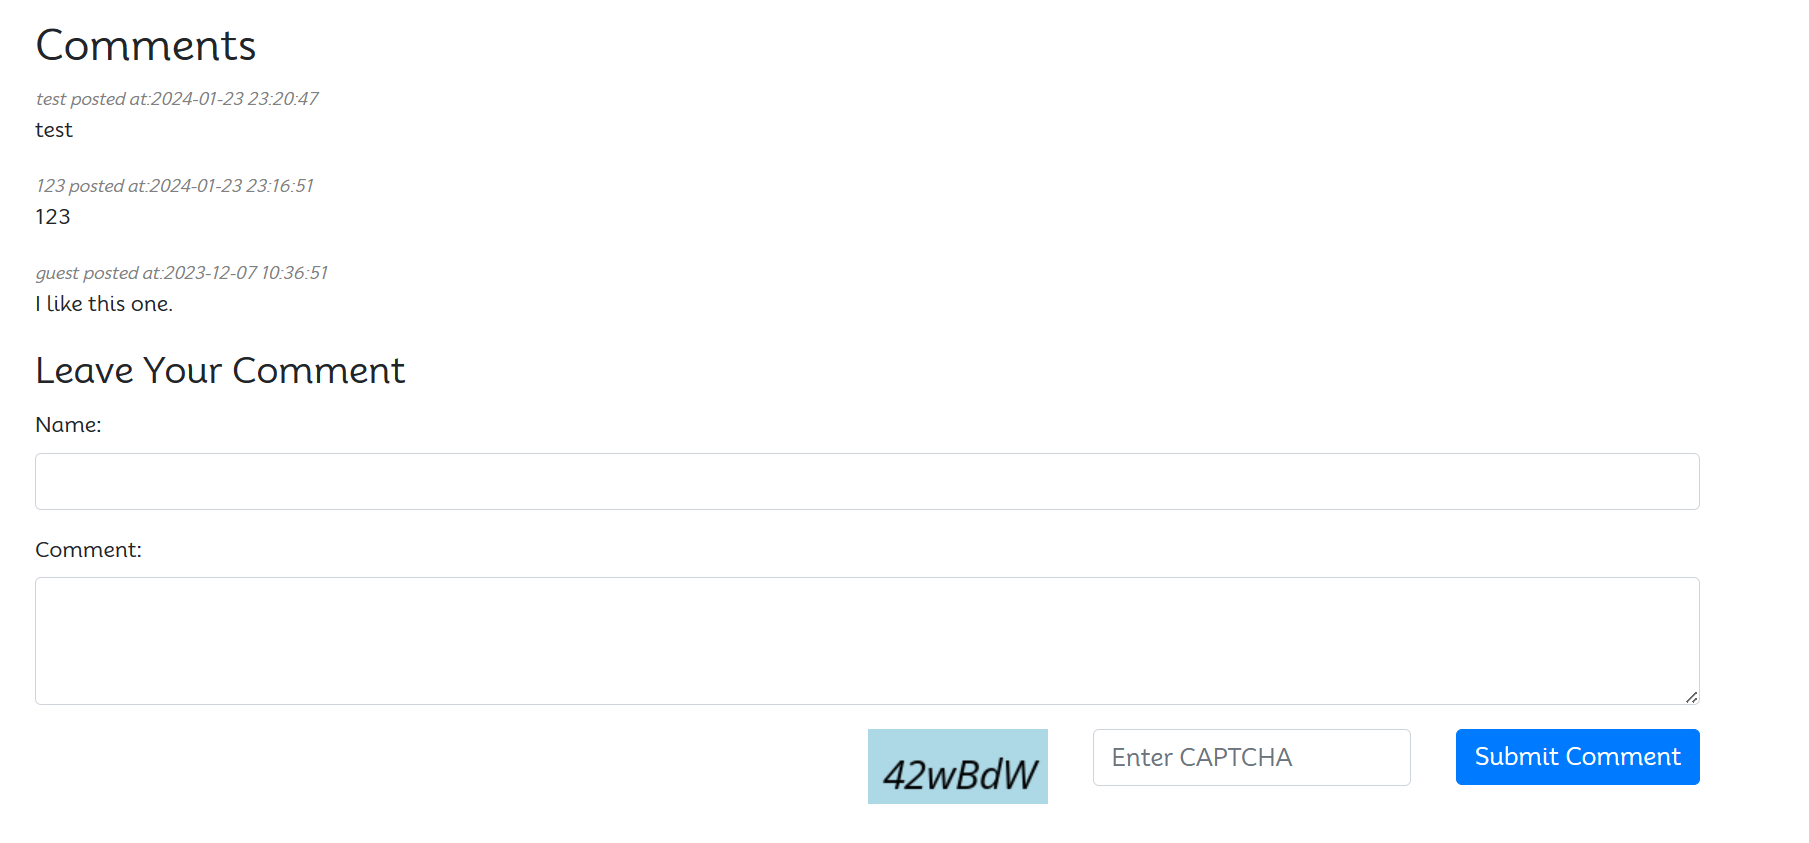 Comments
test posted at:2024-01-23 23:20:47
test
123 posted at:2024-01-23 23:16:51
123
guest posted at:2023-12-07 10:36:51
I like this one.
Leave Your Comment
Name:
Comment:
42wBdW
Enter CAPTCHA
Submit Comment